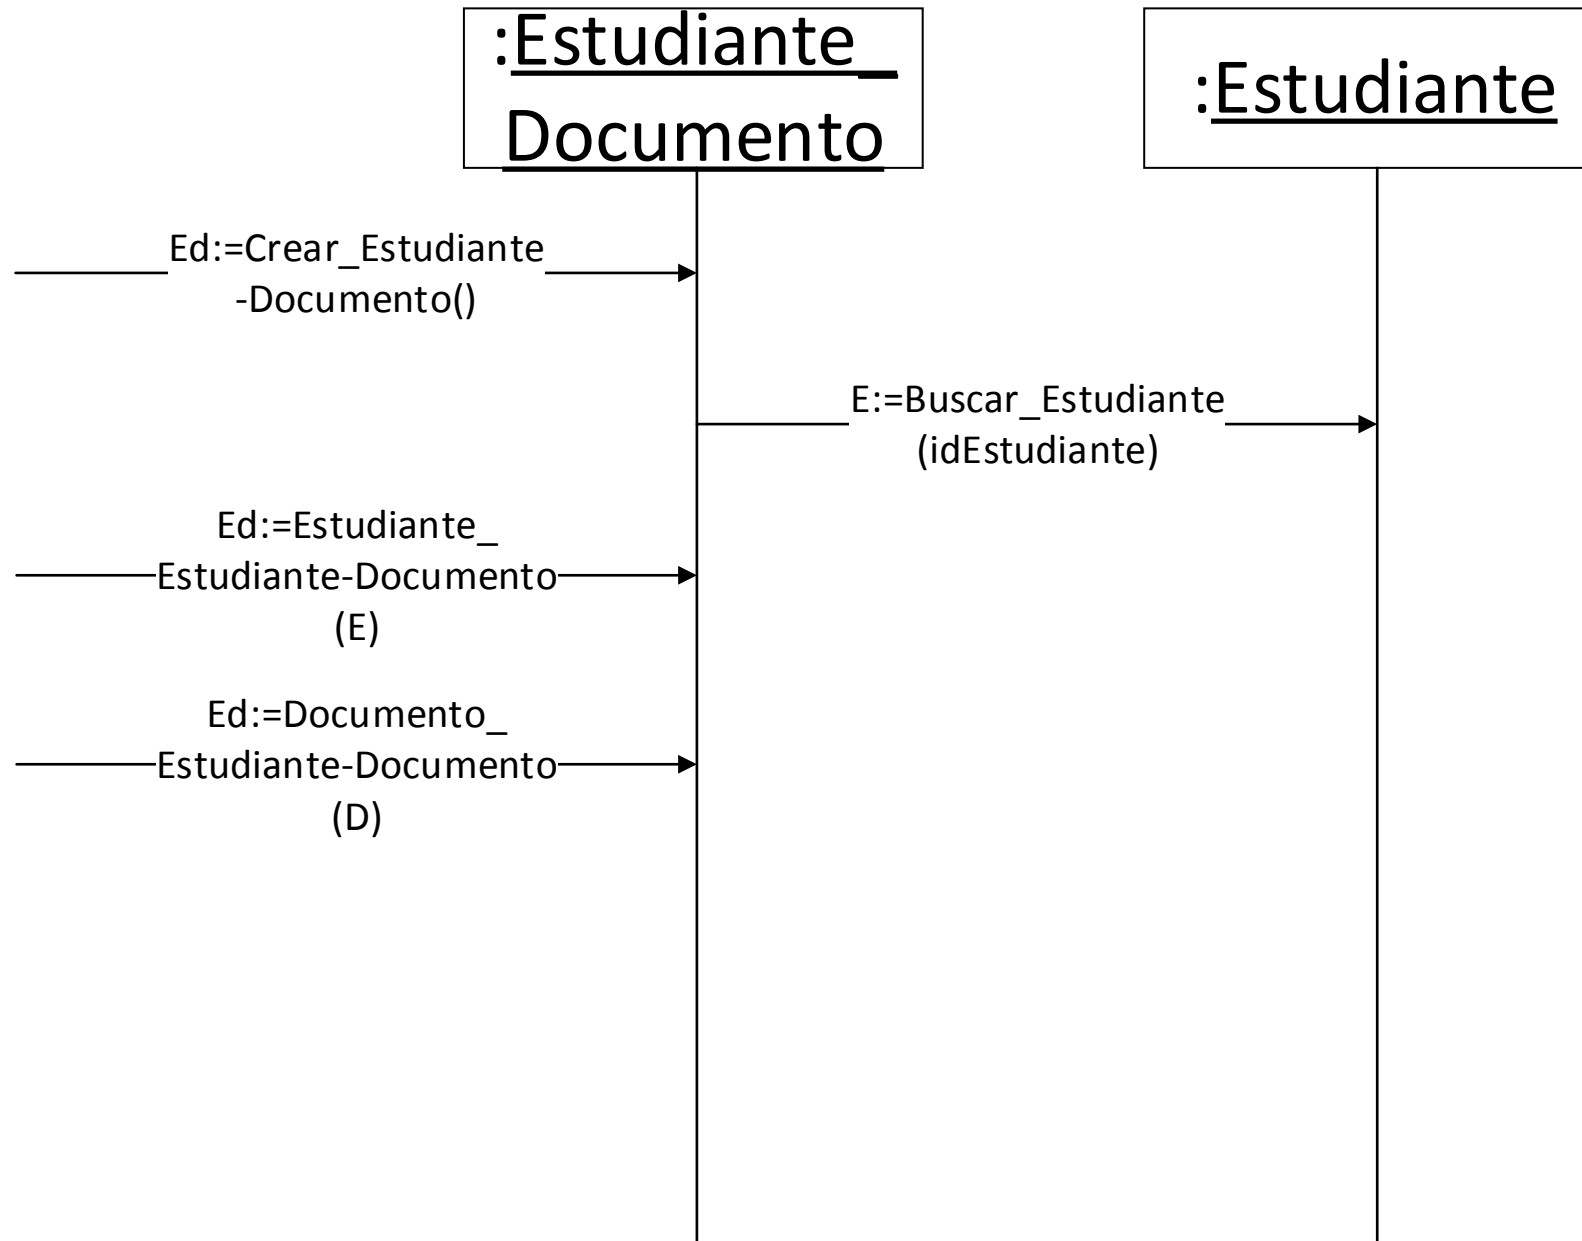 :Estudiante_
Documento
:Estudiante
Ed:=Crear_Estudiante
-Documento()
E:=Buscar_Estudiante
(idEstudiante)
Ed:=Estudiante_
Estudiante-Documento
(E)
Ed:=Documento_
Estudiante-Documento
(D)